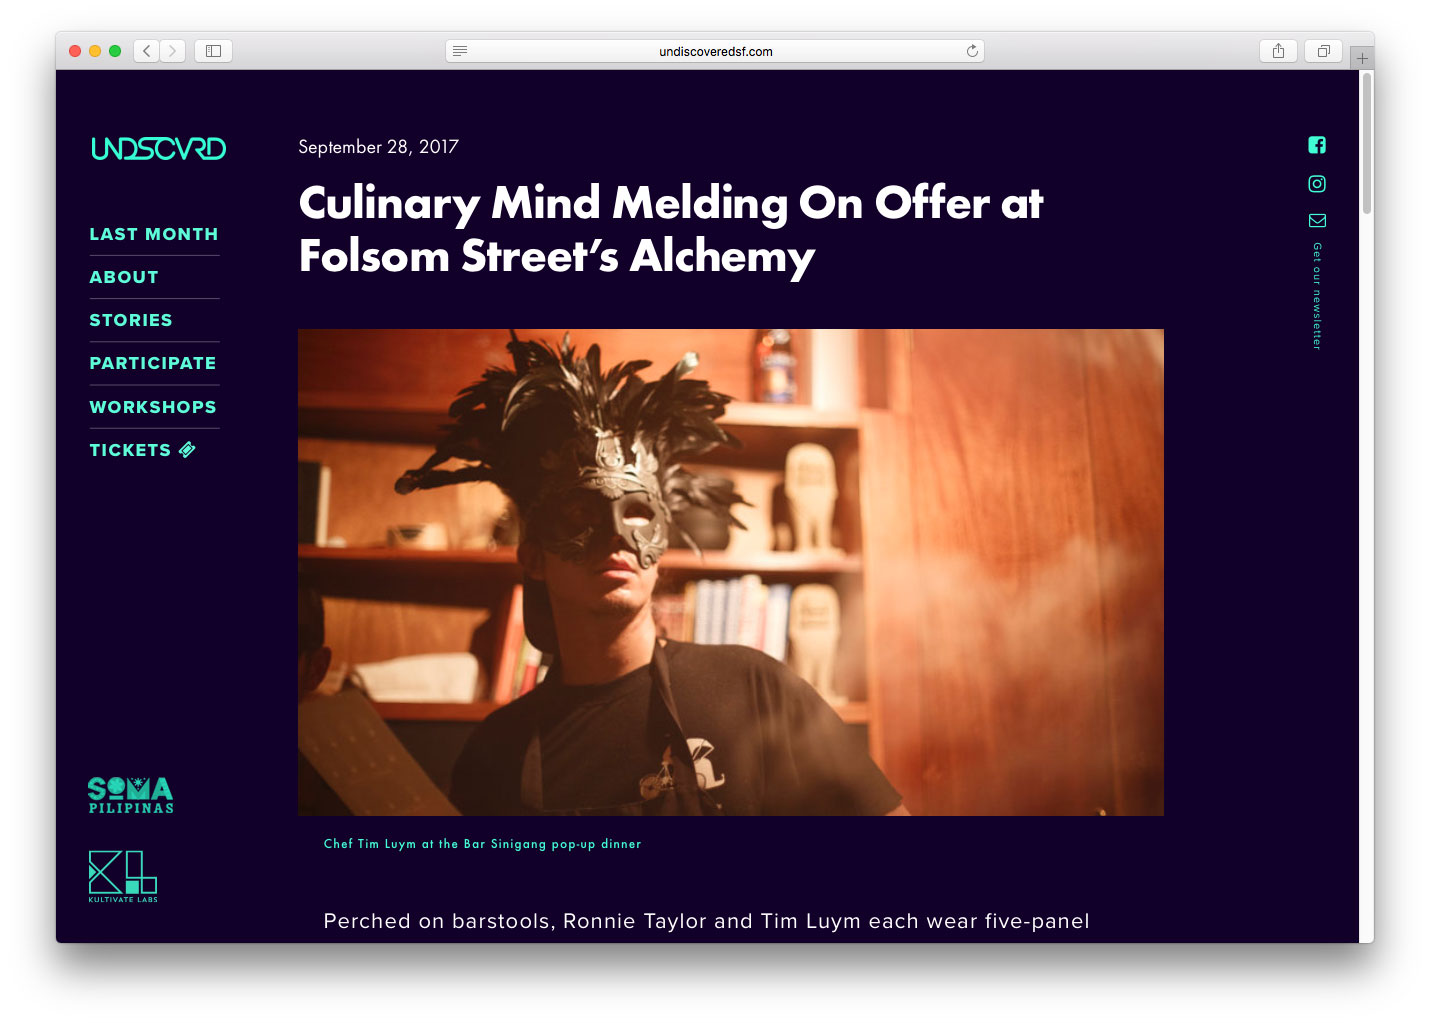 undiscoveredsf.com
UNDSCVRD
LAST MONTH
ABOUT
STORIES
PARTICIPATE
WORKSHOPS
TICKETS
SOMA
PILIPINAS
KL
KULTIVATE LABS
September 28, 2017
Culinary Mind Melding On Offer at
Folsom Street’s Alchemy
Chef Tim Luym at the Bar Sinigang pop-up dinner
Perched on barstools, Ronnie Taylor and Tim Luym each wear five-panel
Get our newsletter